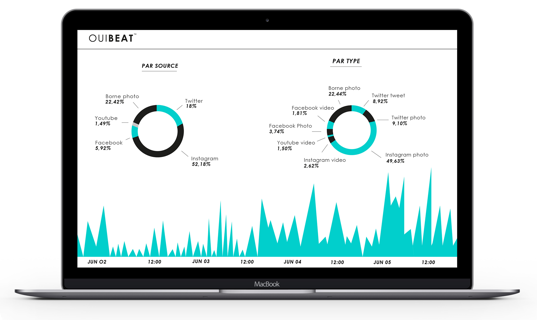 OUIBEAT™
PAR SOURCE
PAR TYPE
Borne photo
22,42%
Twitter
18%
Youtube
1,49%
Facebook
5,92%
Instagram
52,18%
Borne photo
22,44%
Twitter tweet
8,92%
Facebook video
1,81%
Twitter photo
9,10%
Facebook Photo
3,74%
Youtube video
1,50%
Instagram video
2,62%
Instagram photo
49,63%
JUN O2
12:00
JUN 03
12:00
JUN 04
12:00
JUN 05
12:00
MacBook